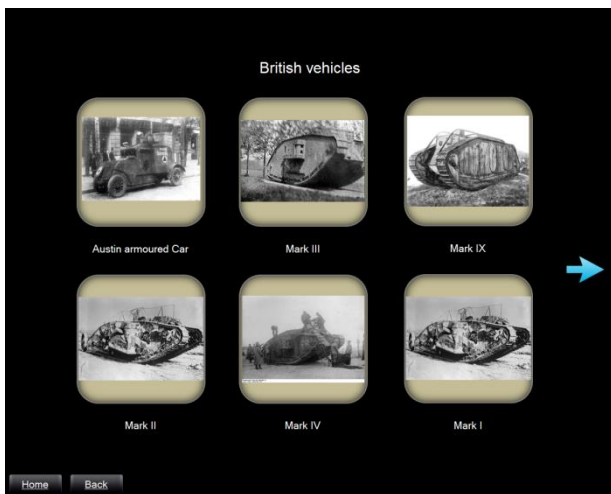 British vehicles
Austin armoured Car
Mark III
Mark IX
Mark II
Mark IV
Mark I
Home
Back